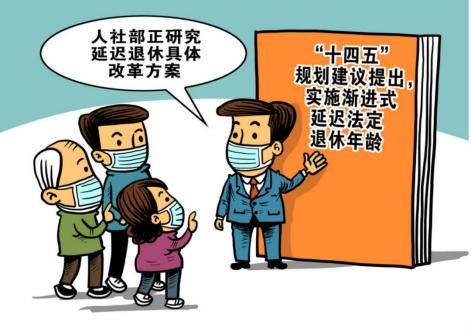 人社部正研究
延迟退休具体
改革方案
“十四五”
规划建议提出，
实施渐进式
延迟法定
退休年龄